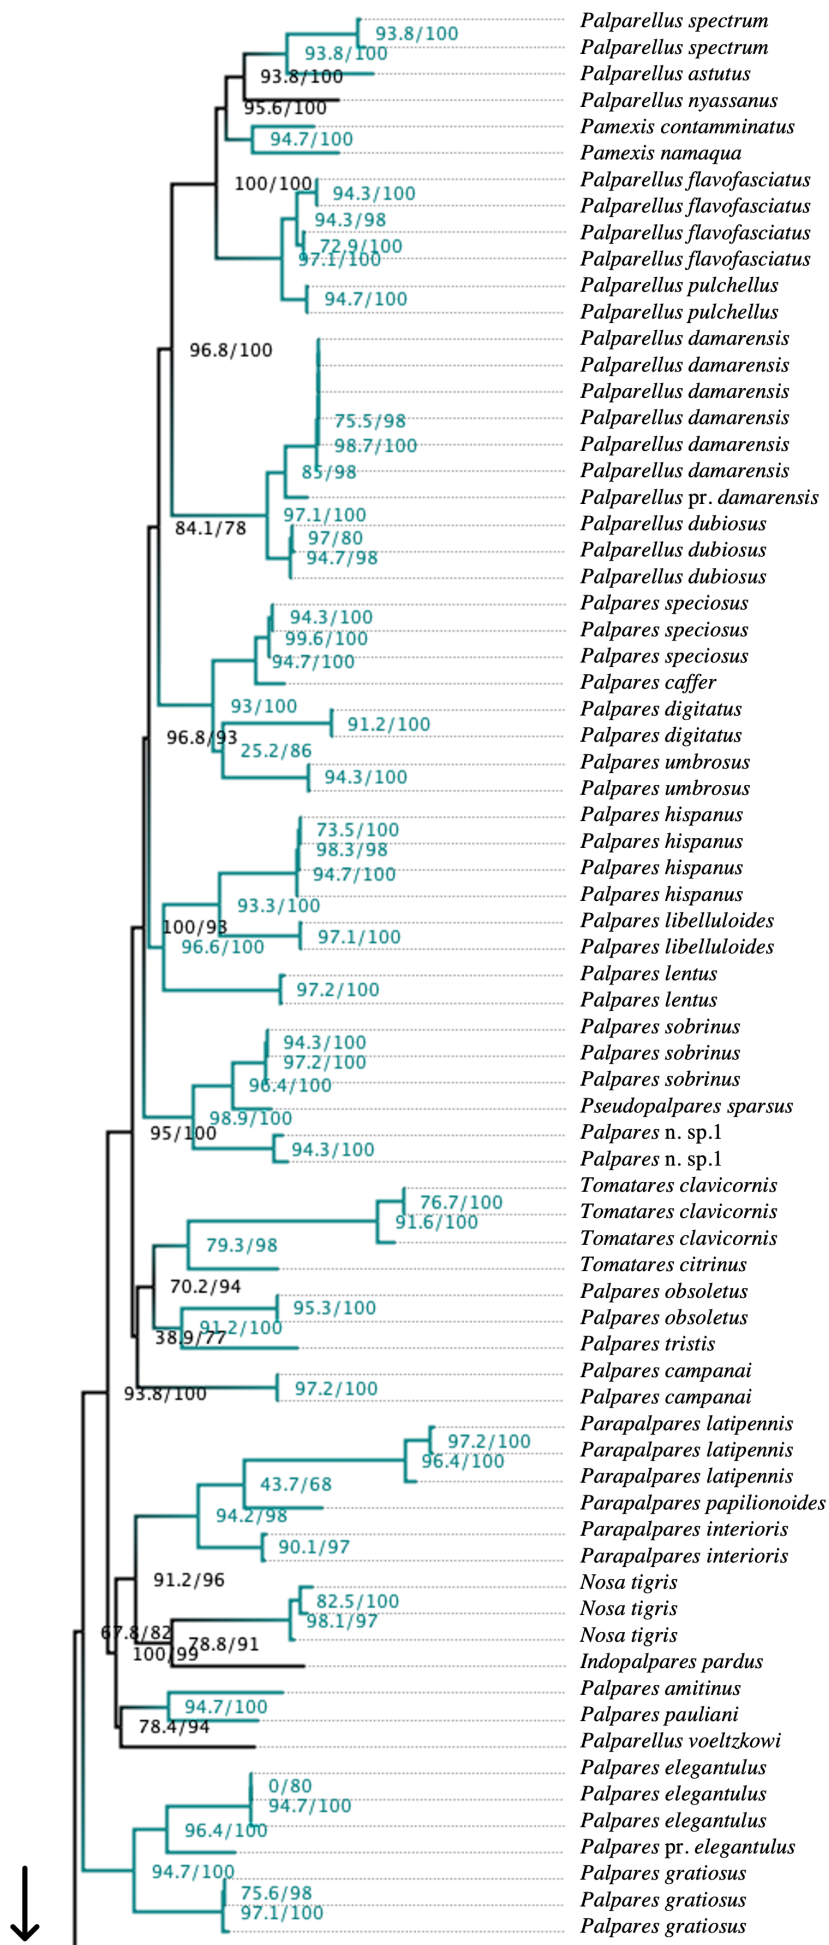 Palparellus spectrum
93.8/100
Palparellus spectrum
93.8/100
Palparellus astutus
93.8/100
Palparellus nyassanus
95.6/100
Pamexis contamminatus
94.7/100
Pamexis namaqua
Palparellus flavofasciatus
100/100
94.3/100
Palparellus flavofasciatus
94.3/98
Palparellus flavofasciatus
72.9/100
Palparellus flavofasciatus
97.1/100
Palparellus pulchellus
94.7/100
Palparellus pulchellus
Palparellus damarensis
96.8/100
Palparellus damarensis
Palparellus damarensis
Palparellus damarensis
75.5/98
Palparellus damarensis
98.7/100
Palparellus damarensis
85/98
Palparellus pr. damarensis
97.1/100
Palparellus dubiosus
84.1/78
97/80
Palparellus dubiosus
94.7/98
Palparellus dubiosus
Palpares speciosus
94.3/100
Palpares speciosus
99.6/100
Palpares speciosus
94.7/100
Palpares caffer
93/100
Palpares digitatus
91.2/100
Palpares digitatus
96.8/93
25.2/86
Palpares umbrosus
94.3/100
Palpares umbrosus
Palpares hispanus
73.5/100
Palpares hispanus
98.3/98
Palpares hispanus
94.7/100
Palpares hispanus
93.3/100
Palpares libelluloides
100/93
97.1/100
Palpares libelluloides
96.6/100
Palpares lentus
97.2/100
Palpares lentus
Palpares sobrinus
94.3/100
Palpares sobrinus
97.2/100
Palpares sobrinus
96.4/100
Pseudopalpares sparsus
98.9/100
Palpares n. sp.1
95/100
94.3/100
Palpares n. sp.1
Tomatares clavicornis
76.7/100
Tomatares clavicornis
91.6/100
Tomatares clavicornis
79.3/98
Tomatares citrinus
70.2/94
Palpares obsoletus
95.3/100
Palpares obsoletus
91.2/100
38.9/77
Palpares tristis
Palpares campanai
97.2/100
93.8/100
Palpares campanai
Parapalpares latipennis
97.2/100
Parapalpares latipennis
96.4/100
Parapalpares latipennis
43.7/68
Parapalpares papilionoides
94.2/98
Parapalpares interioris
90.1/97
Parapalpares interioris
91.2/96
Nosa tigris
82.5/100
Nosa tigris
98.1/97
67.8/82
Nosa tigris
78.8/91
100/99
Indopalpares pardus
Palpares amitinus
94.7/100
Palpares pauliani
78.4/94
Palparellus voeltzkowi
Palpares elegantulus
0/80
Palpares elegantulus
94.7/100
Palpares elegantulus
96.4/100
Palpares pr. elegantulus
94.7/100
Palpares gratiosus
75.6/98
Palpares gratiosus
97.1/100
Palpares gratiosus